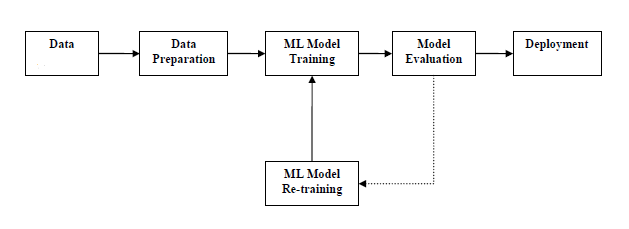 Data
Data
Preparation
ML Model
Training
Model
Evaluation
Deployment
ML Model
Re-training